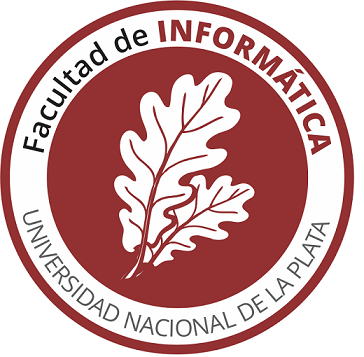 Facultad de INFORMÁTICA
UNIVERSIDAD NACIONAL DE LA PLATA